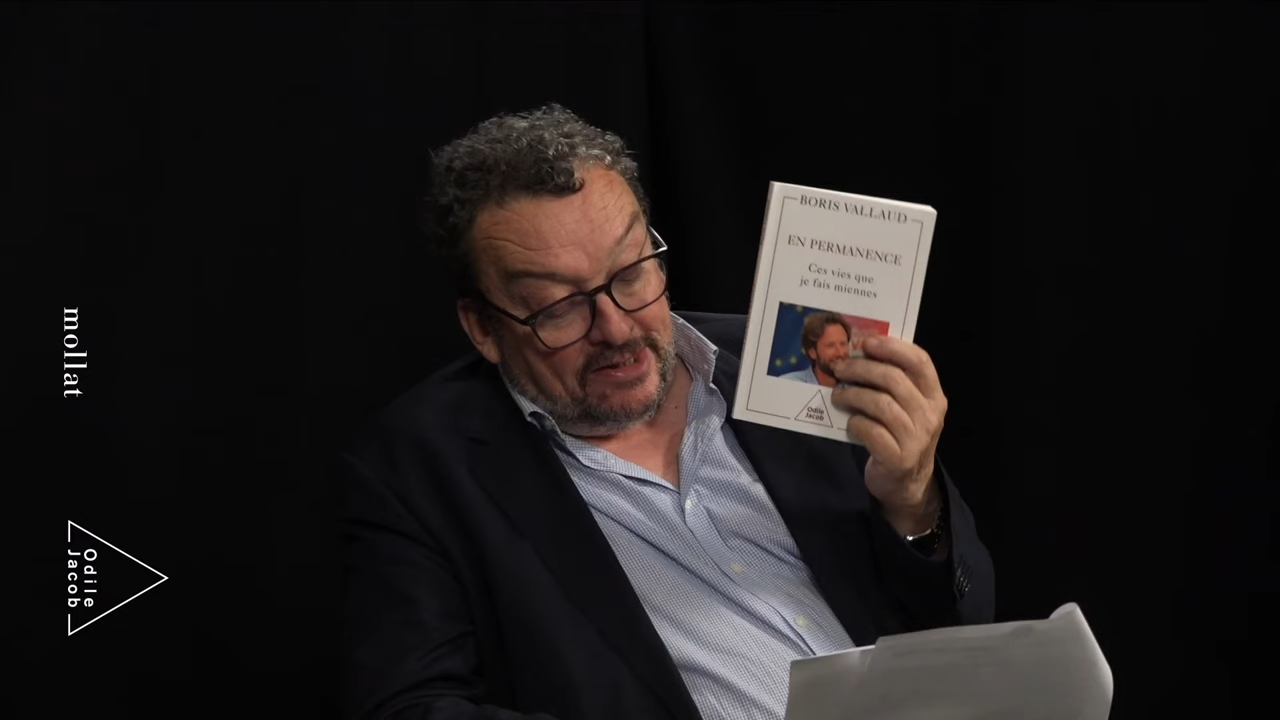 mollat
Odile
Jacob
BORIS VALLAUD
EN PERMANENCE
Ces vies que
je fais miennes
Odile
Jacob